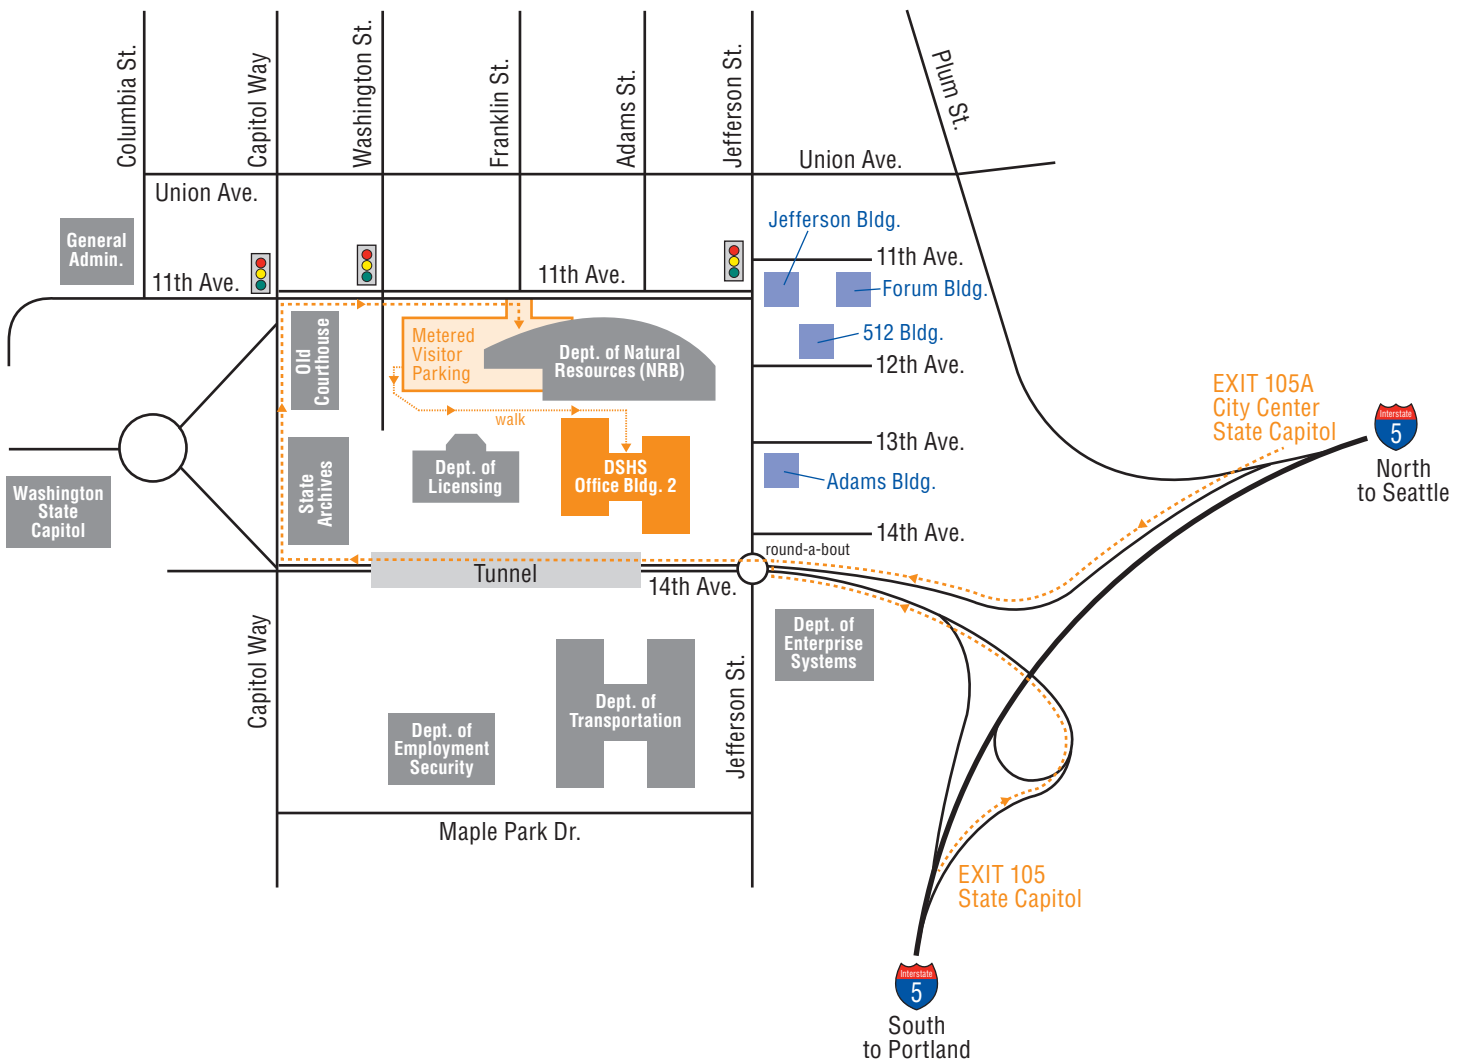 Columbia St.
Capitol Way
Washington St.
Franklin St.
Adams St.
Jefferson St.
Plum St.
Union Ave.
Union Ave.
General
Admin.
11th Ave.
11th Ave.
Jefferson Bldg.
11th Ave.
Forum Bldg.
512 Bldg.
12th Ave.
Old
Courthouse
Metered
Visitor
Parking
Dept. of Natural
Resources (NRB)
walk
EXIT 105A
City Center
State Capitol
Interstate
5
North
to Seattle
13th Ave.
Adams Bldg.
14th Ave.
Washington
State
Capitol
State
Archives
Dept. of
Licensing
DSHS
Office Bldg. 2
round-a-bout
Tunnel
14th Ave.
Capitol Way
Jefferson St.
Dept. of
Enterprise
Systems
Dept. of
Transportation
Dept. of
Employment
Security
Maple Park Dr.
EXIT 105
State Capitol
Interstate
5
South
to Portland